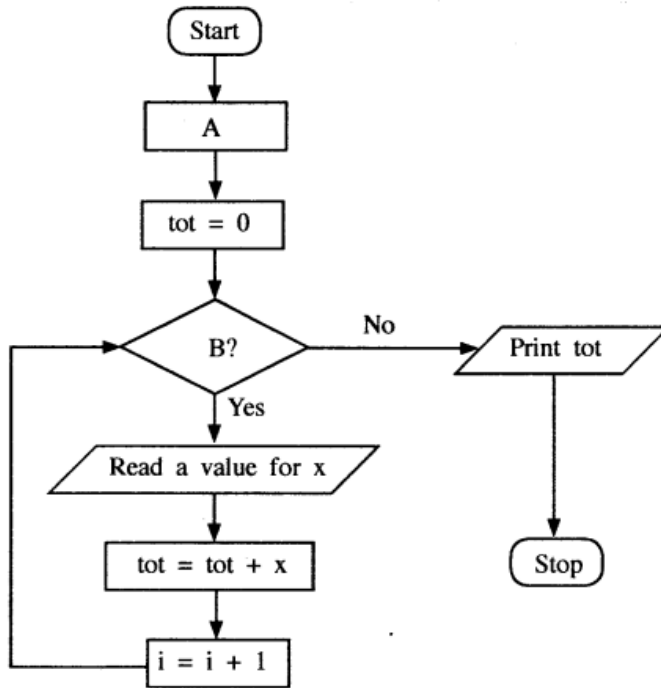 Start
A
tot = 0
B?
No
Print tot
Yes
Read a value for x
tot = tot + x
Stop
i = i + 1